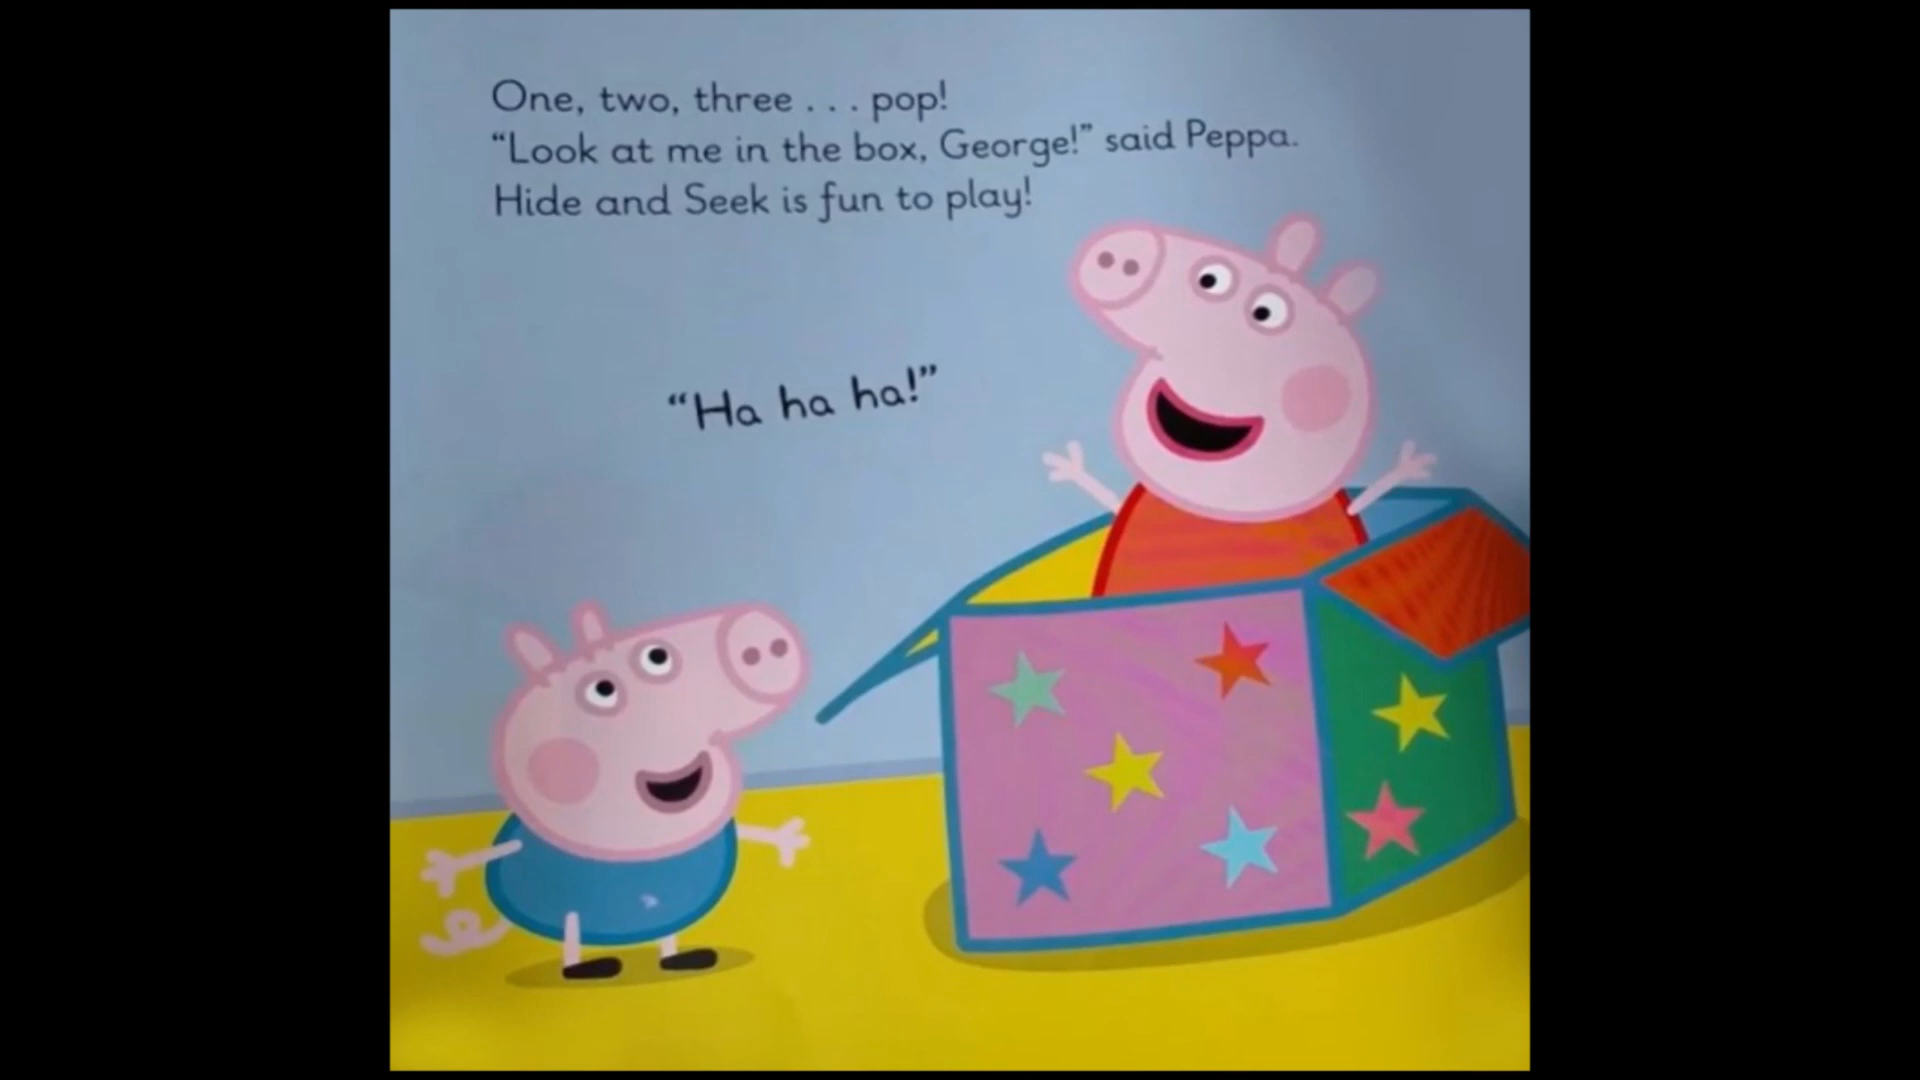 One, two, three . . . pop!
“Look at me in the box, George!” said Peppa.
Hide and Seek is fun to play!
“Ha ha ha!”